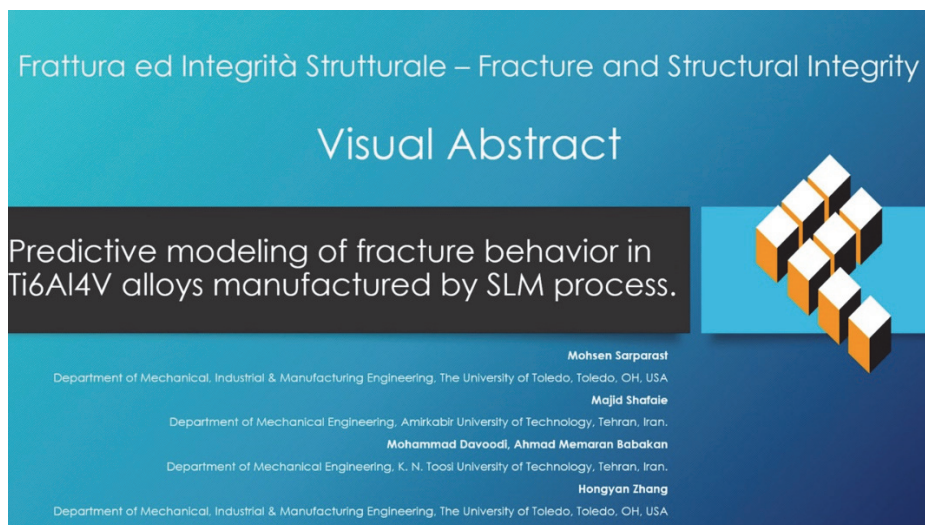 Frattura ed Integrità Strutturale – Fracture and Structural Integrity
Visual Abstract
Predictive modeling of fracture behavior in
Ti6Al4V alloys manufactured by SLM process.
Mohsen Sarparast
Department of Mechanical, Industrial & Manufacturing Engineering, The University of Toledo, Toledo, OH, USA
Majid Shafaie
Department of Mechanical Engineering, Amirkabir University of Technology, Tehran, Iran.
Mohammad Davoodi, Ahmad Memaran Babakan
Department of Mechanical Engineering, K. N. Toosi University of Technology, Tehran, Iran.
Hongyan Zhang
Department of Mechanical, Industrial & Manufacturing Engineering, The University of Toledo, Toledo, OH, USA